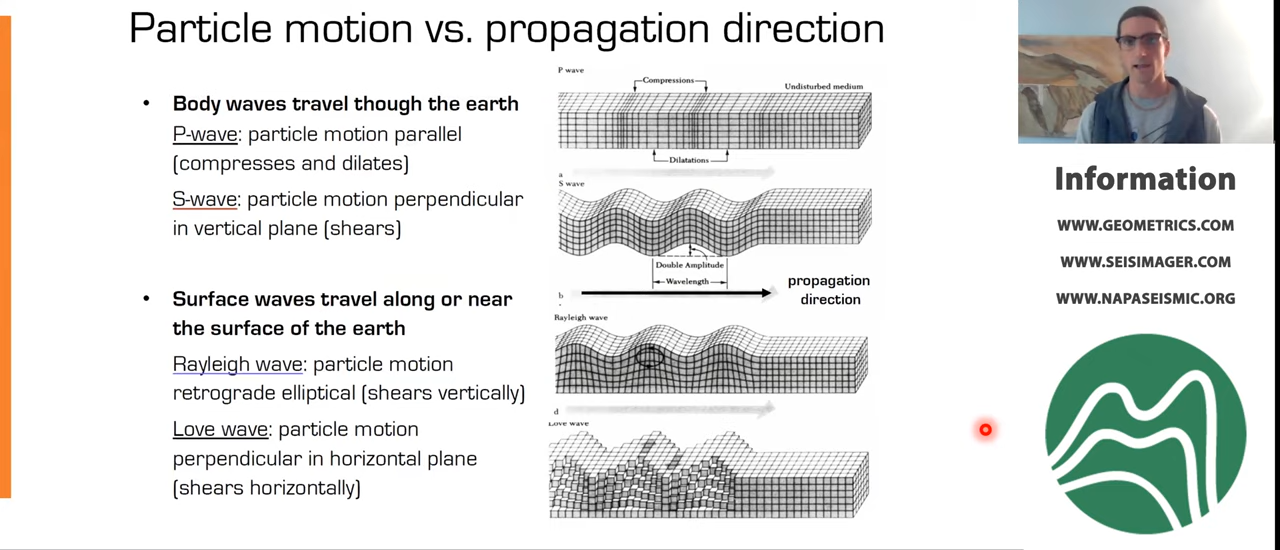 Particle motion vs. propagation direction
• Body waves travel though the earth
P-wave: particle motion parallel
(compresses and dilates)
S-wave: particle motion perpendicular
in vertical plane (shears)
• Surface waves travel along or near
the surface of the earth
Rayleigh wave: particle motion
retrograde elliptical (shears vertically)
Love wave: particle motion
perpendicular in horizontal plane
(shears horizontally)
P wave
Compressions
Undisturbed medium
Dilatations
a
S wave
Double Amplitude
Wavelength
b
propagation
direction
Rayleigh wave
d
Love wave
Information
WWW.GEOMETRICS.COM
WWW.SEISIMAGER.COM
WWW.NAPASEISMIC.ORG